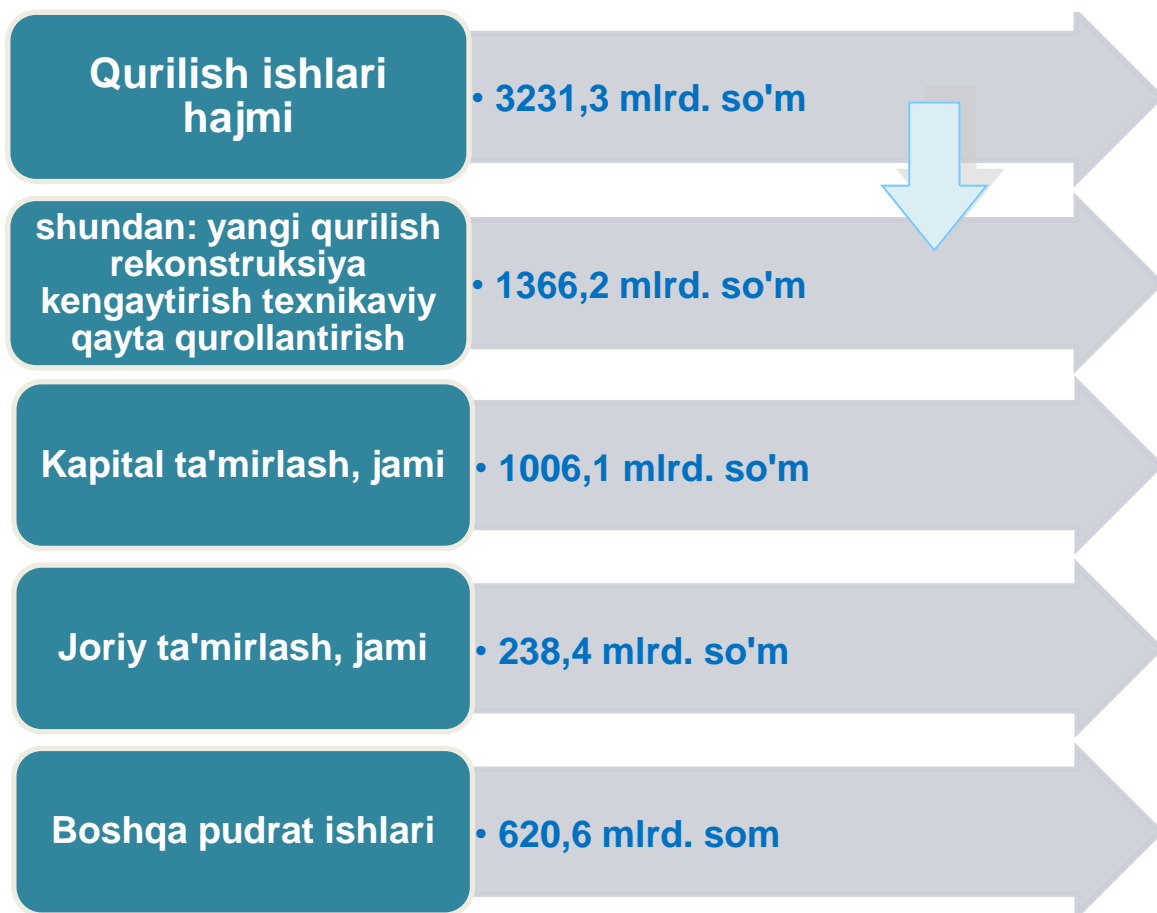 Qurilish ishlari
hajmi
• 3231,3 mlrd. so'm
shundan: yangi qurilish
rekonstruksiya
kengaytirish texnikaviy
qayta qurollantirish
• 1366,2 mlrd. so'm
Kapital ta'mirlash, jami
• 1006,1 mlrd. so'm
Joriy ta'mirlash, jami
• 238,4 mlrd. so'm
Boshqa pudrat ishlari
• 620,6 mlrd. som